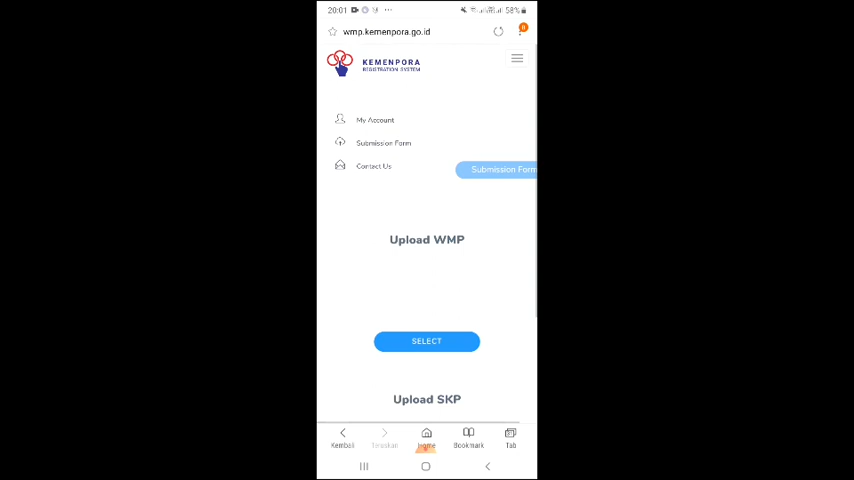 20:01 58%
wmp.kemenpora.go.id
KEMENPORA
REGISTRATION SYSTEM
My Account
Submission Form
Contact Us
Submission Form
Upload WMP
SELECT
Upload SKP
Kembali Teruskan Home Bookmark Tab